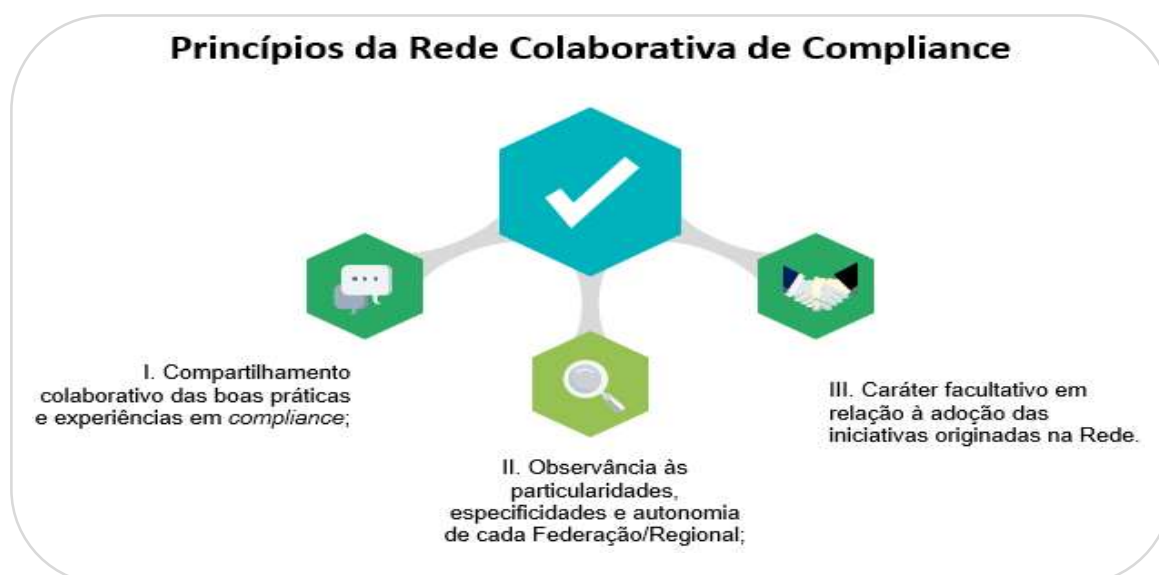 Princípios da Rede Colaborativa de Compliance
I. Compartilhamento
colaborativo das boas práticas
e experiências em compliance;
II. Observância às
particularidades,
especificidades e autonomia
de cada Federação/Regional;
III. Caráter facultativo em
relação à adoção das
iniciativas originadas na Rede.